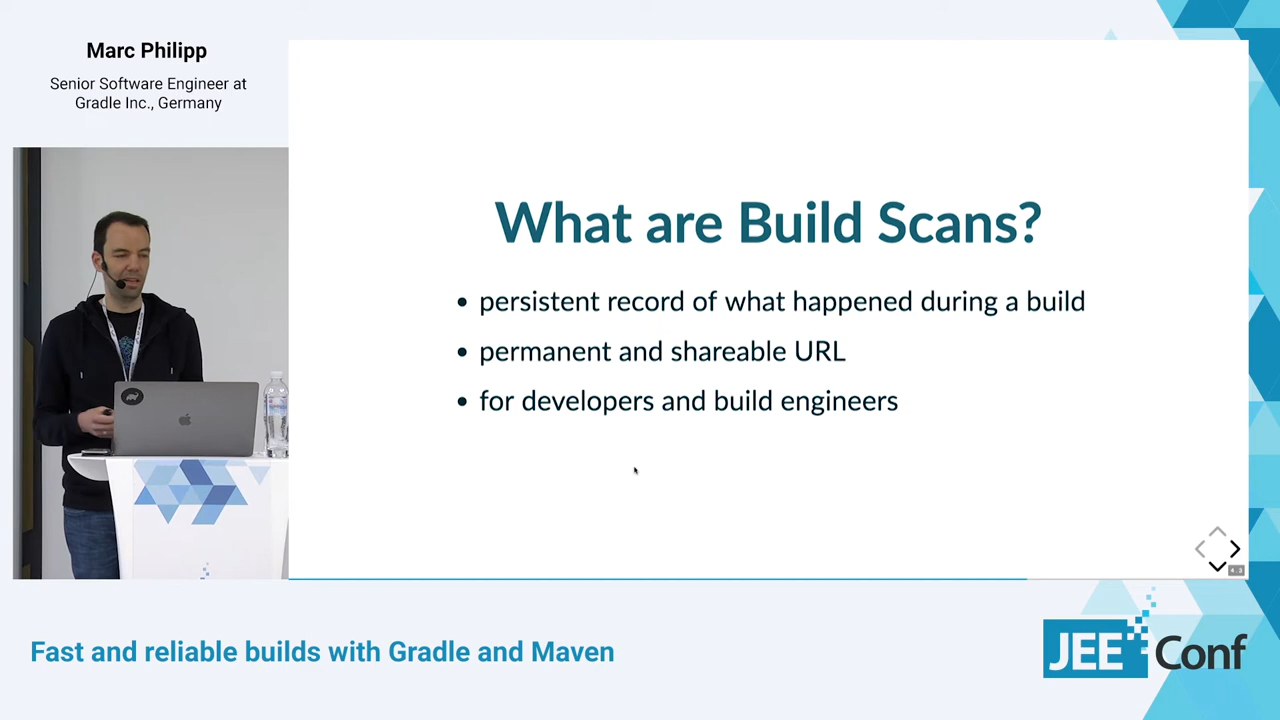 Marc Philipp
Senior Software Engineer at
Gradle Inc., Germany
What are Build Scans?
• persistent record of what happened during a build
• permanent and shareable URL
• for developers and build engineers
Fast and reliable builds with Gradle and Maven
JEE Conf